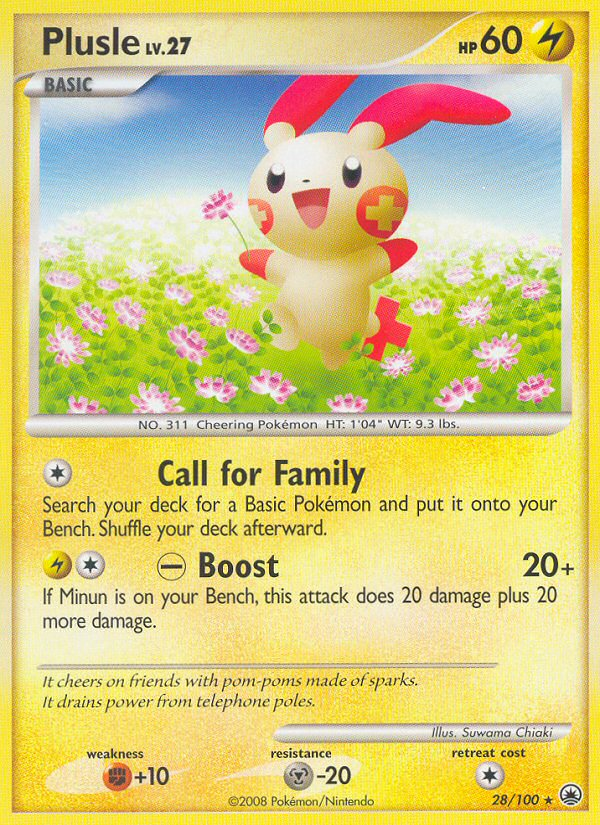 Plusle LV.27
HP 60
BASIC
NO. 311 Cheering Pokémon HT: 1'04" WT: 9.3 lbs.
Call for Family
Search your deck for a Basic Pokémon and put it onto your
Bench. Shuffle your deck afterward.
Boost 20+
If Minun is on your Bench, this attack does 20 damage plus 20
more damage.
It cheers on friends with pom-poms made of sparks.
It drains power from telephone poles.
Illus. Suwama Chiaki
weakness resistance retreat cost
+10 -20
©2008 Pokémon/Nintendo 28/100 ★